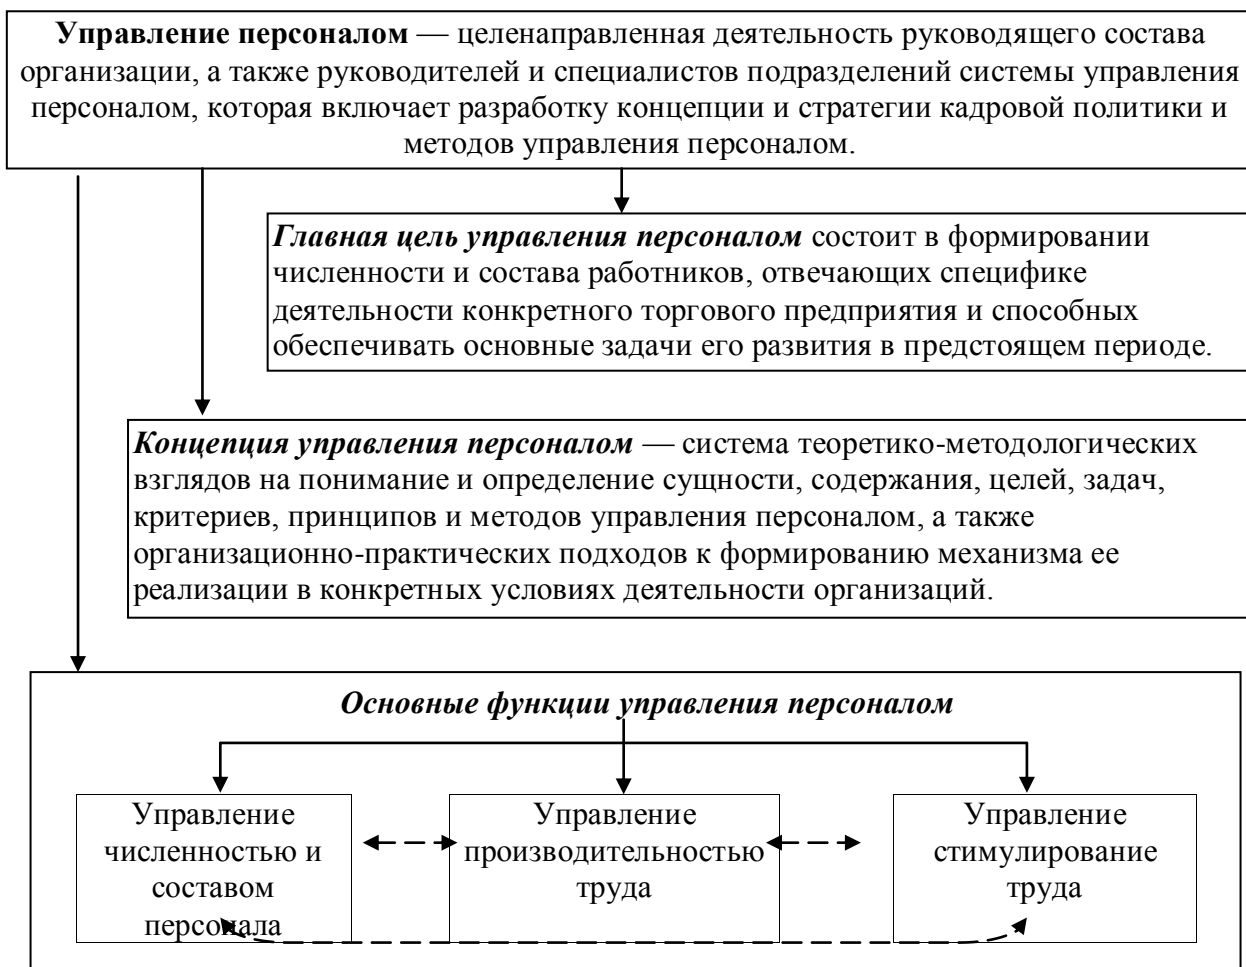 Управление персоналом — целенаправленная деятельность руководящего состава
организации, а также руководителей и специалистов подразделений системы управления
персоналом, которая включает разработку концепции и стратегии кадровой политики и
методов управления персоналом.
Главная цель управления персоналом состоит в формировании
численности и состава работников, отвечающих специфике
деятельности конкретного торгового предприятия и способных
обеспечивать основные задачи его развития в предстоящем периоде.
Концепция управления персоналом — система теоретико-методологических
взглядов на понимание и определение сущности, содержания, целей, задач,
критериев, принципов и методов управления персоналом, а также
организационно-практических подходов к формированию механизма ее
реализации в конкретных условиях деятельности организаций.
Основные функции управления персоналом
Управление
численностью и
составом
персонала
Управление
производительностью
труда
Управление
стимулирование
труда